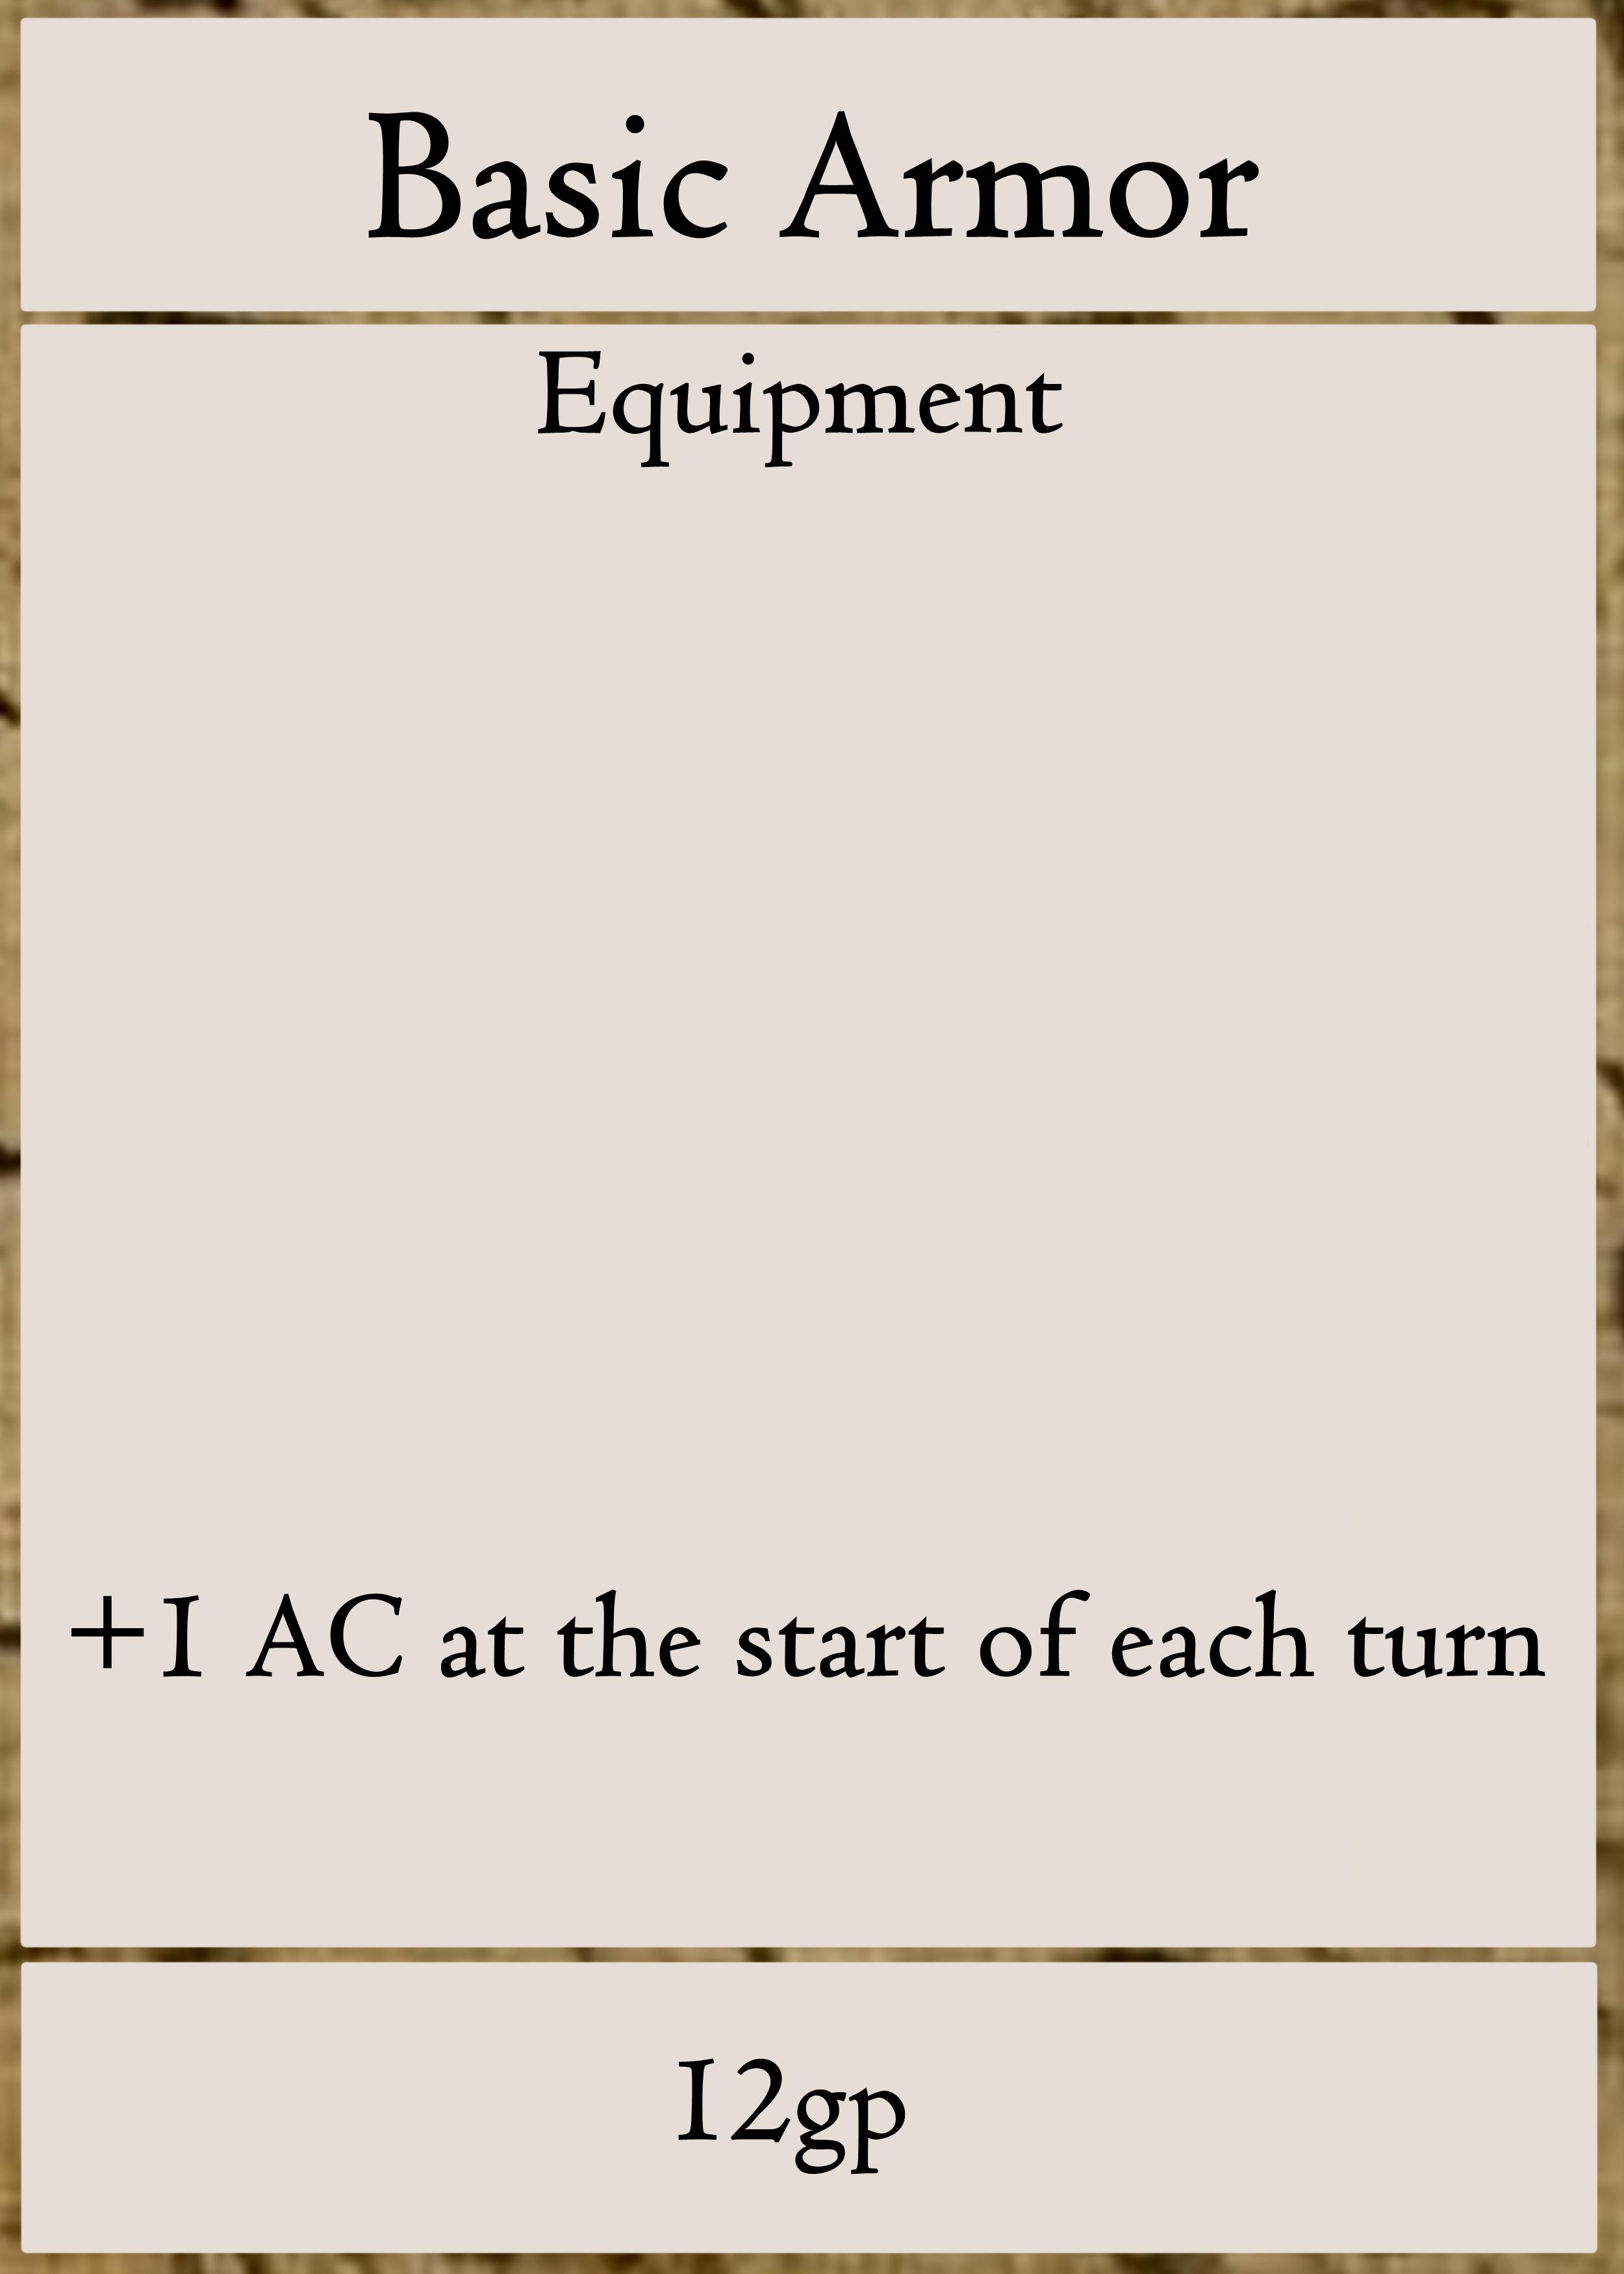 Basic Armor
Equipment
+1 AC at the start of each turn
12gp